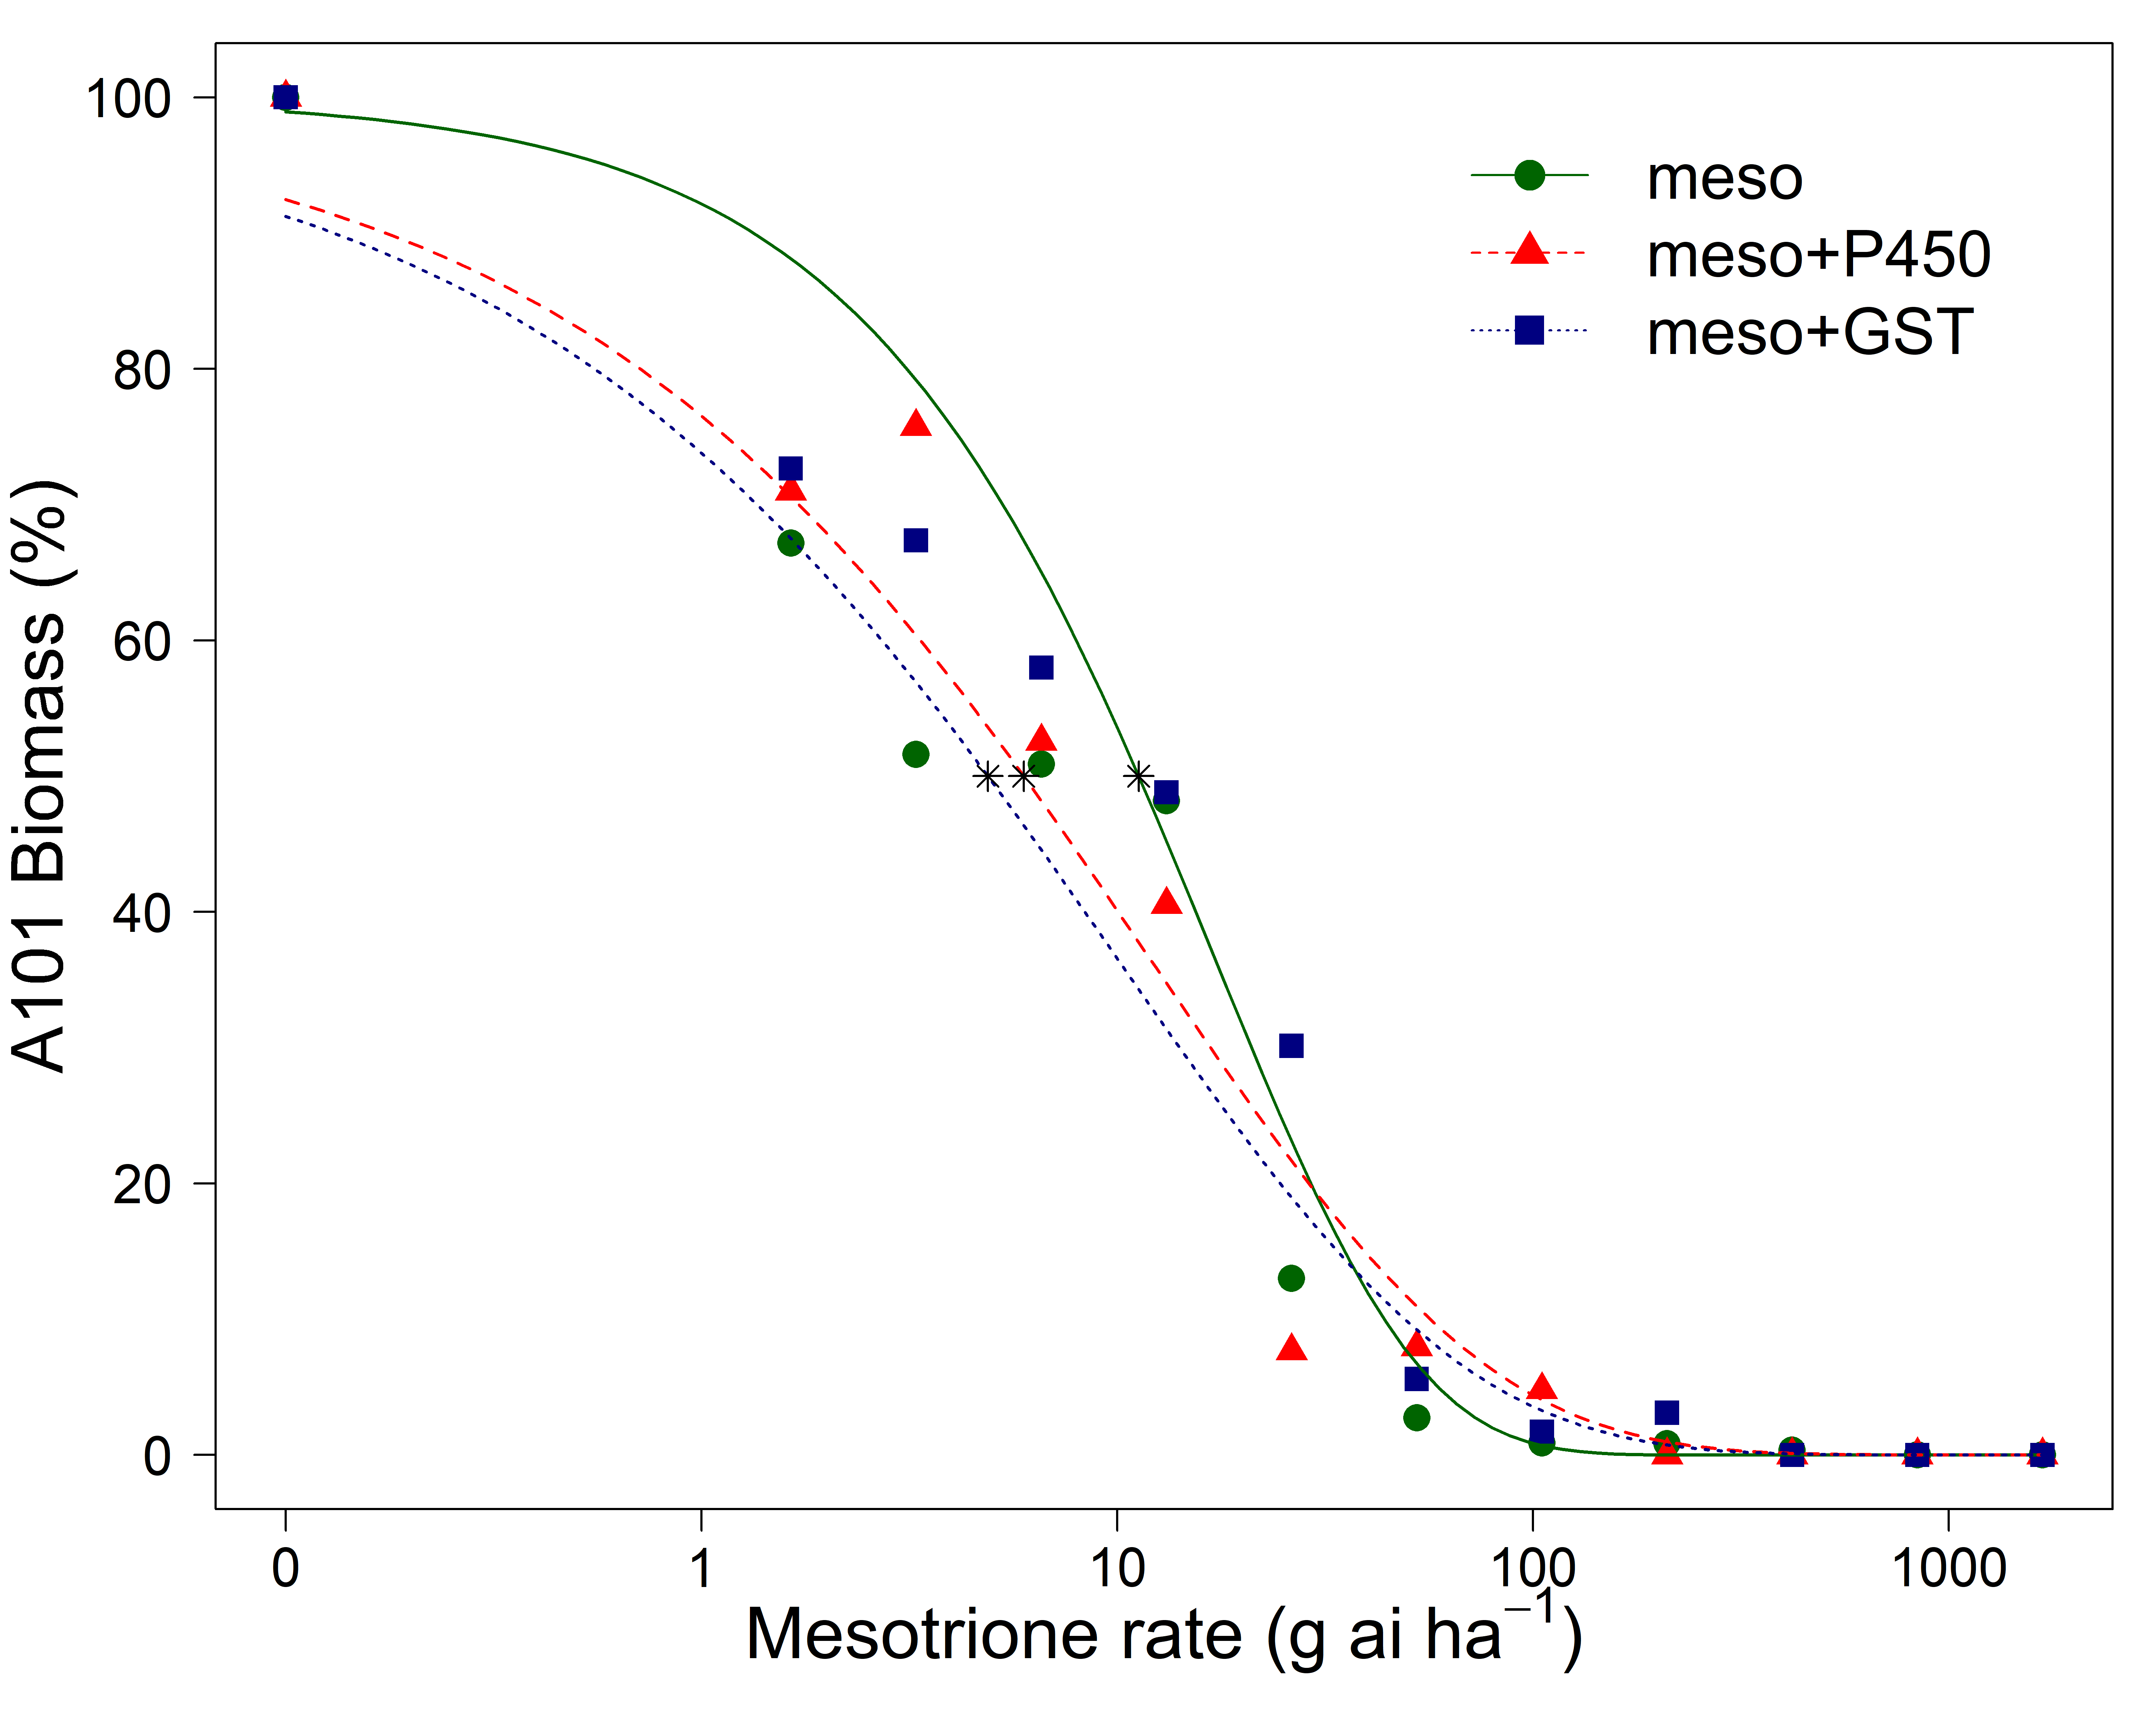 100
80
60
40
20
0
A101 Biomass (%)
meso
meso+P450
meso+GST
0 1 10 100 1000
Mesotrione rate (g ai ha⁻¹)